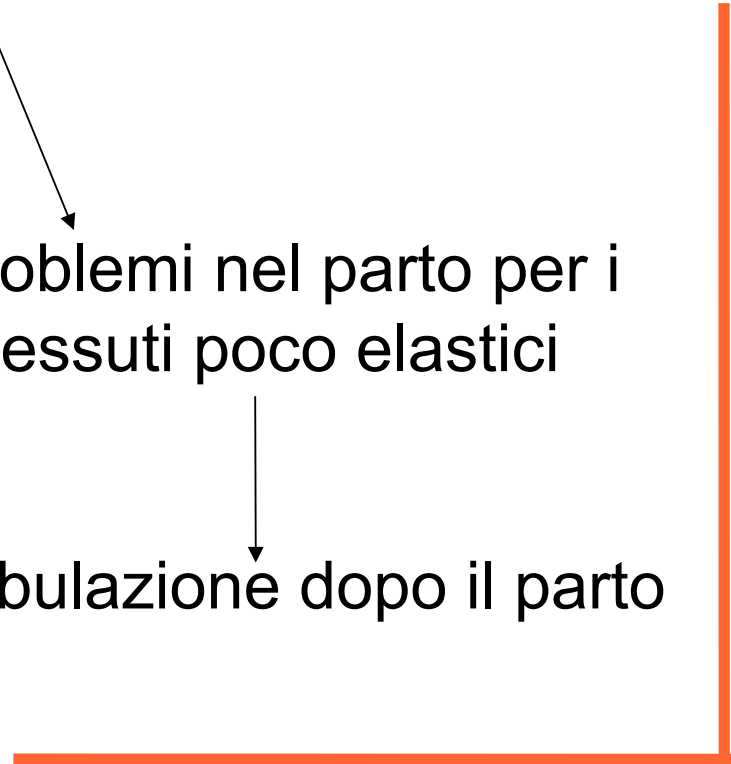 oblemi nel parto per i
essuti poco elastici
bulazione dopo il parto